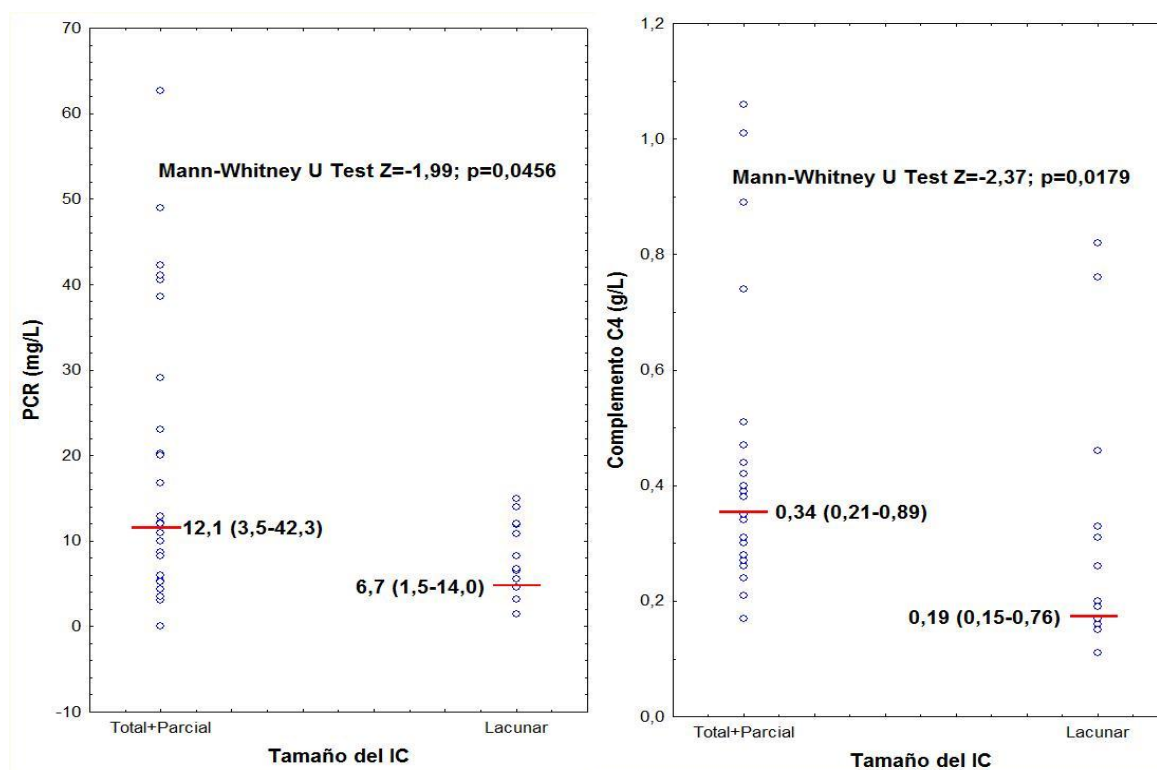 70
60
50
40
30
20
10
0
-10
PCR (mg/L)
Mann-Whitney U Test Z=-1,99; p=0,0456
12,1 (3,5-42,3)
6,7 (1,5-14,0)
Total+Parcial
Lacunar
Tamaño del IC
1,2
1,0
0,8
0,6
0,4
0,2
0,0
Complemento C4 (g/L)
Mann-Whitney U Test Z=-2,37; p=0,0179
0,34 (0,21-0,89)
0,19 (0,15-0,76)
Total+Parcial
Lacunar
Tamaño del IC